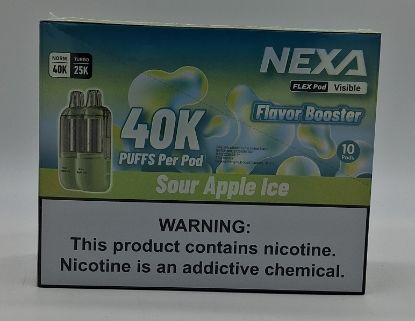 NORM
40K
TURBO
25K
NEXA
FLEX Pod Visible
Flavor Booster
40K
PUFFS Per Pod
10
Pods
Sour Apple Ice
WARNING:
This product contains nicotine.
Nicotine is an addictive chemical.